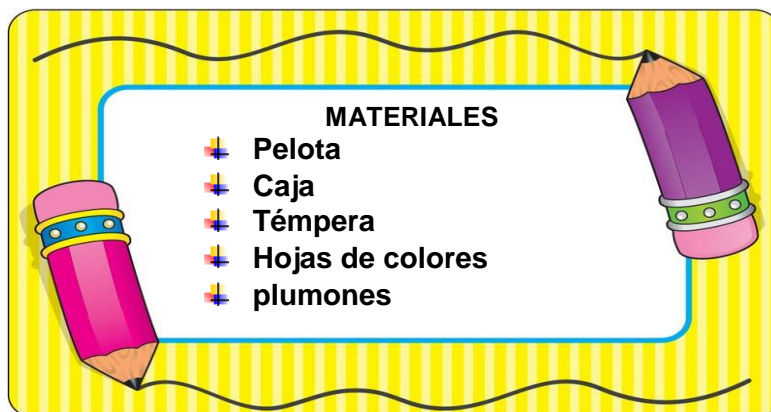 MATERIALES
Pelota
Caja
Témpera
Hojas de colores
plumones